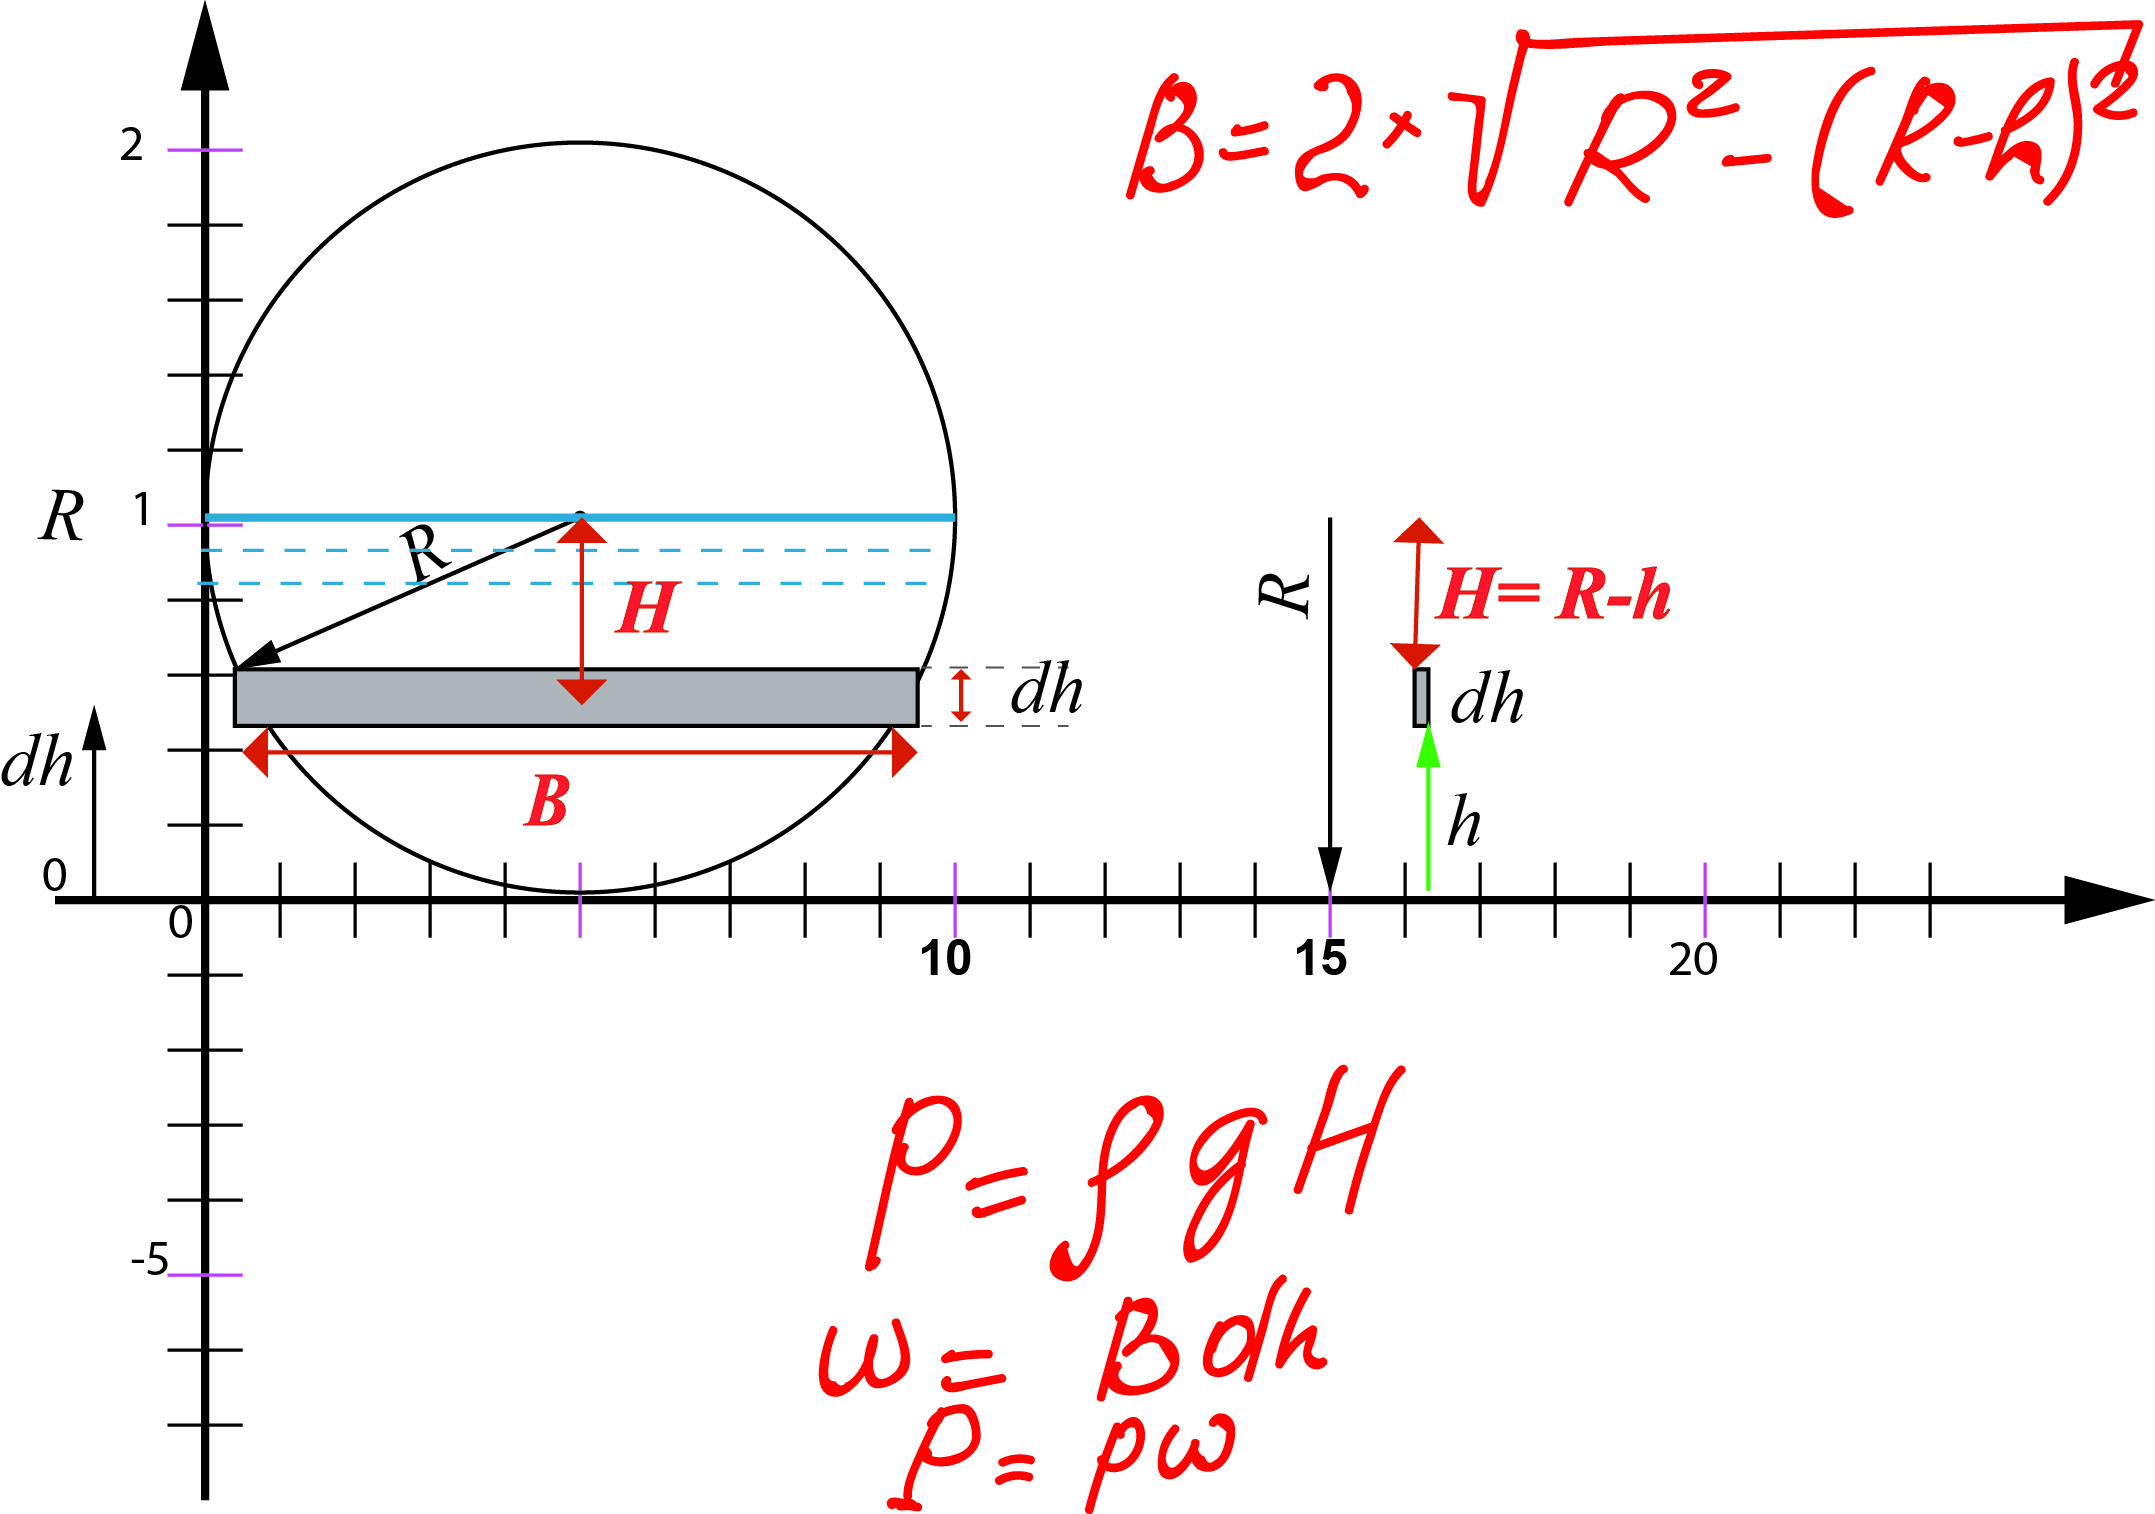 B = 2 × √R² - (R-h)²
2
R 1
R
H
R
H= R-h
dh
dh
dh
B
h
0
0
10 15 20
p = ρgH
-5
ω = Bdh
P = pω